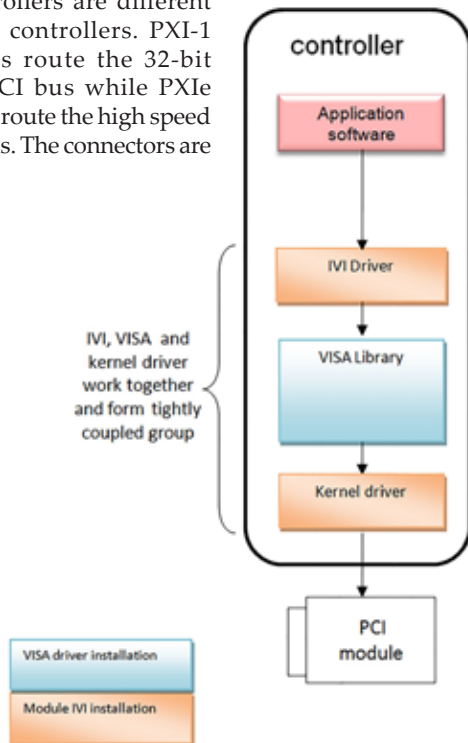 ollers are different
controllers. PXI-1
s route the 32-bit
CI bus while PXIe
route the high speed
s. The connectors are
controller
Application
software
IVI Driver
IVI, VISA and
kernel driver
work together
and form tightly
coupled group
VISA Library
Kernel driver
PCI
module
VISA driver installation
Module IVI installation